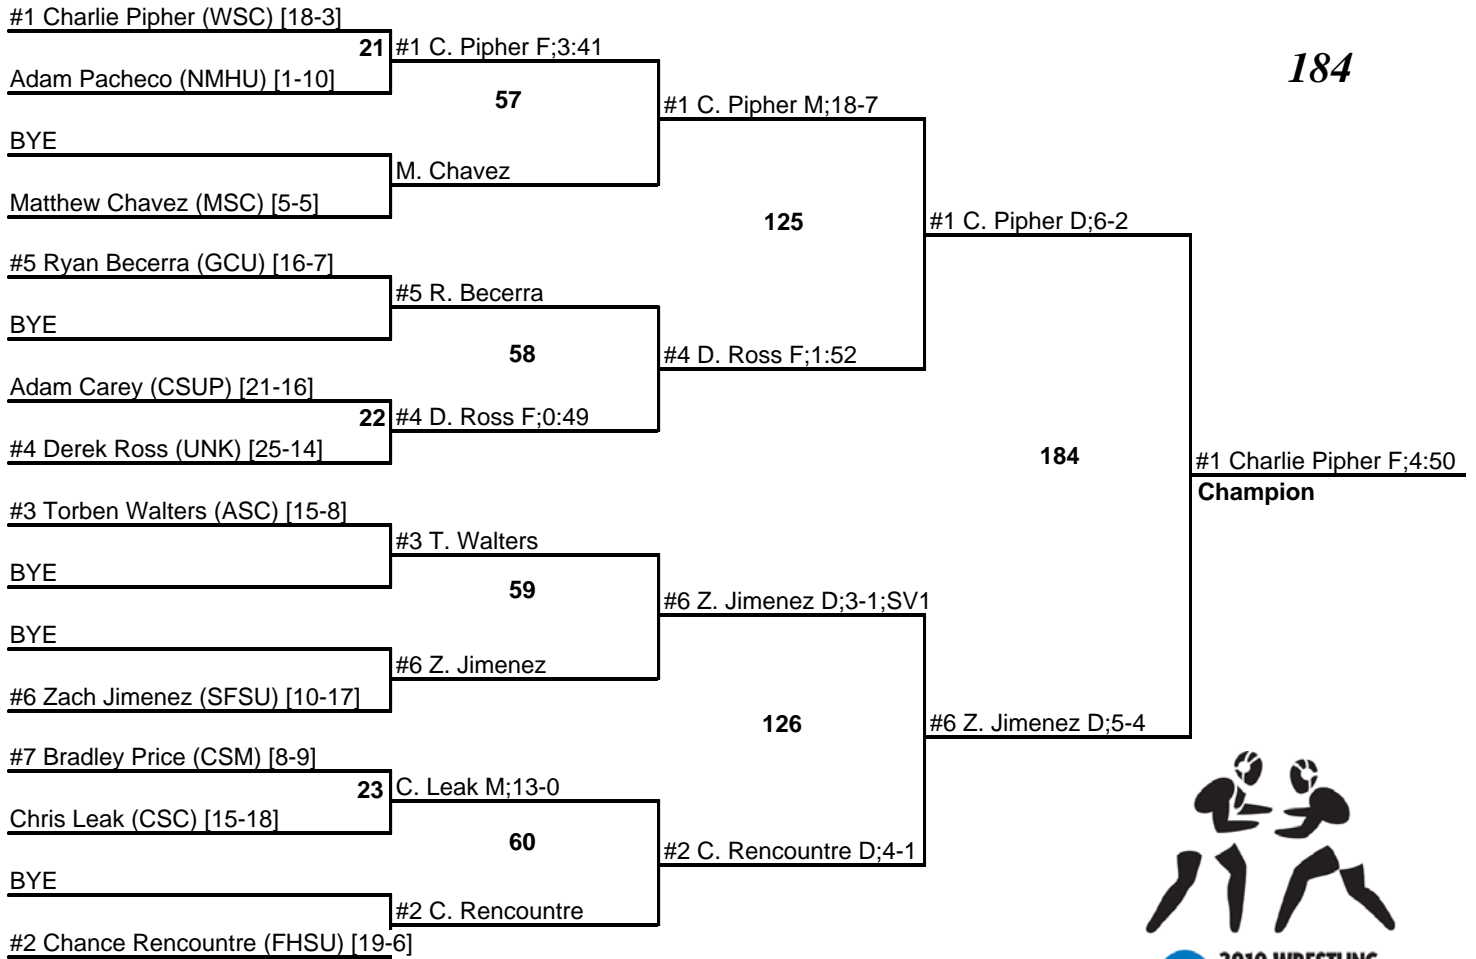 #1 Charlie Pipher (WSC) [18-3]
21
#1 C. Pipher F;3:41
184
Adam Pacheco (NMHU) [1-10]
57
#1 C. Pipher M;18-7
BYE
M. Chavez
Matthew Chavez (MSC) [5-5]
125
#1 C. Pipher D;6-2
#5 Ryan Becerra (GCU) [16-7]
#5 R. Becerra
BYE
58
#4 D. Ross F;1:52
Adam Carey (CSUP) [21-16]
22
#4 D. Ross F;0:49
#4 Derek Ross (UNK) [25-14]
184
#1 Charlie Pipher F;4:50
Champion
#3 Torben Walters (ASC) [15-8]
#3 T. Walters
BYE
59
#6 Z. Jimenez D;3-1;SV1
BYE
#6 Z. Jimenez
#6 Zach Jimenez (SFSU) [10-17]
126
#6 Z. Jimenez D;5-4
#7 Bradley Price (CSM) [8-9]
23
C. Leak M;13-0
Chris Leak (CSC) [15-18]
60
#2 C. Rencountre D;4-1
BYE
#2 C. Rencountre
#2 Chance Rencountre (FHSU) [19-6]
2010 WRESTLING